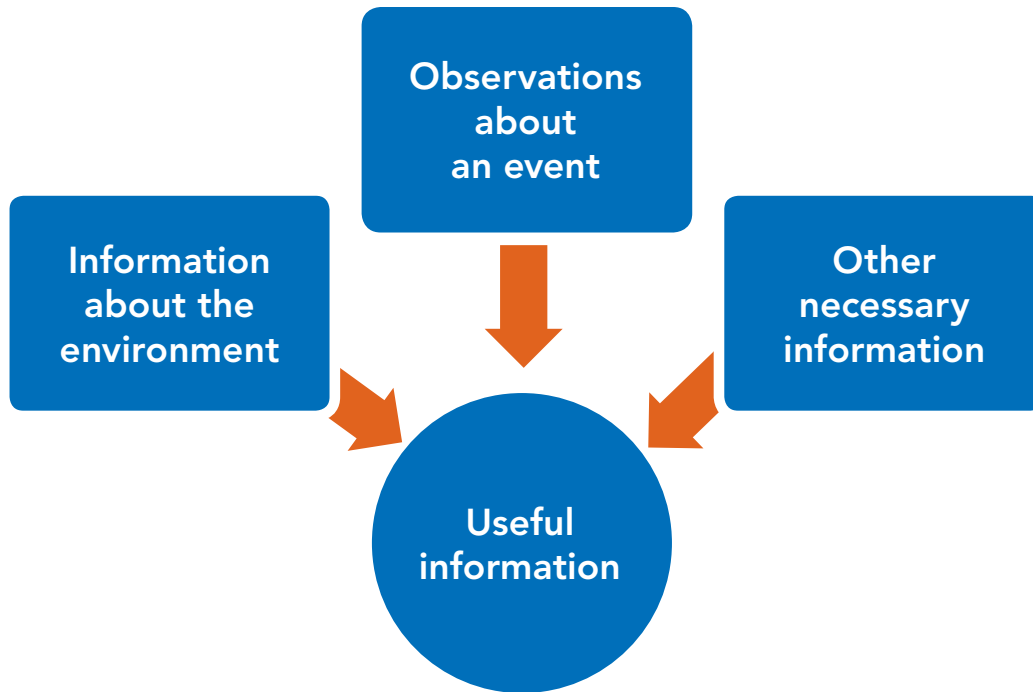 Observations
about
an event
Information
about the
environment
Other
necessary
information
Useful
information